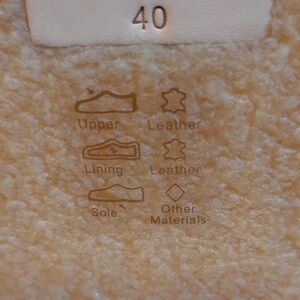 40
Upper Leather
Lining Leather
Sole Other
Materials